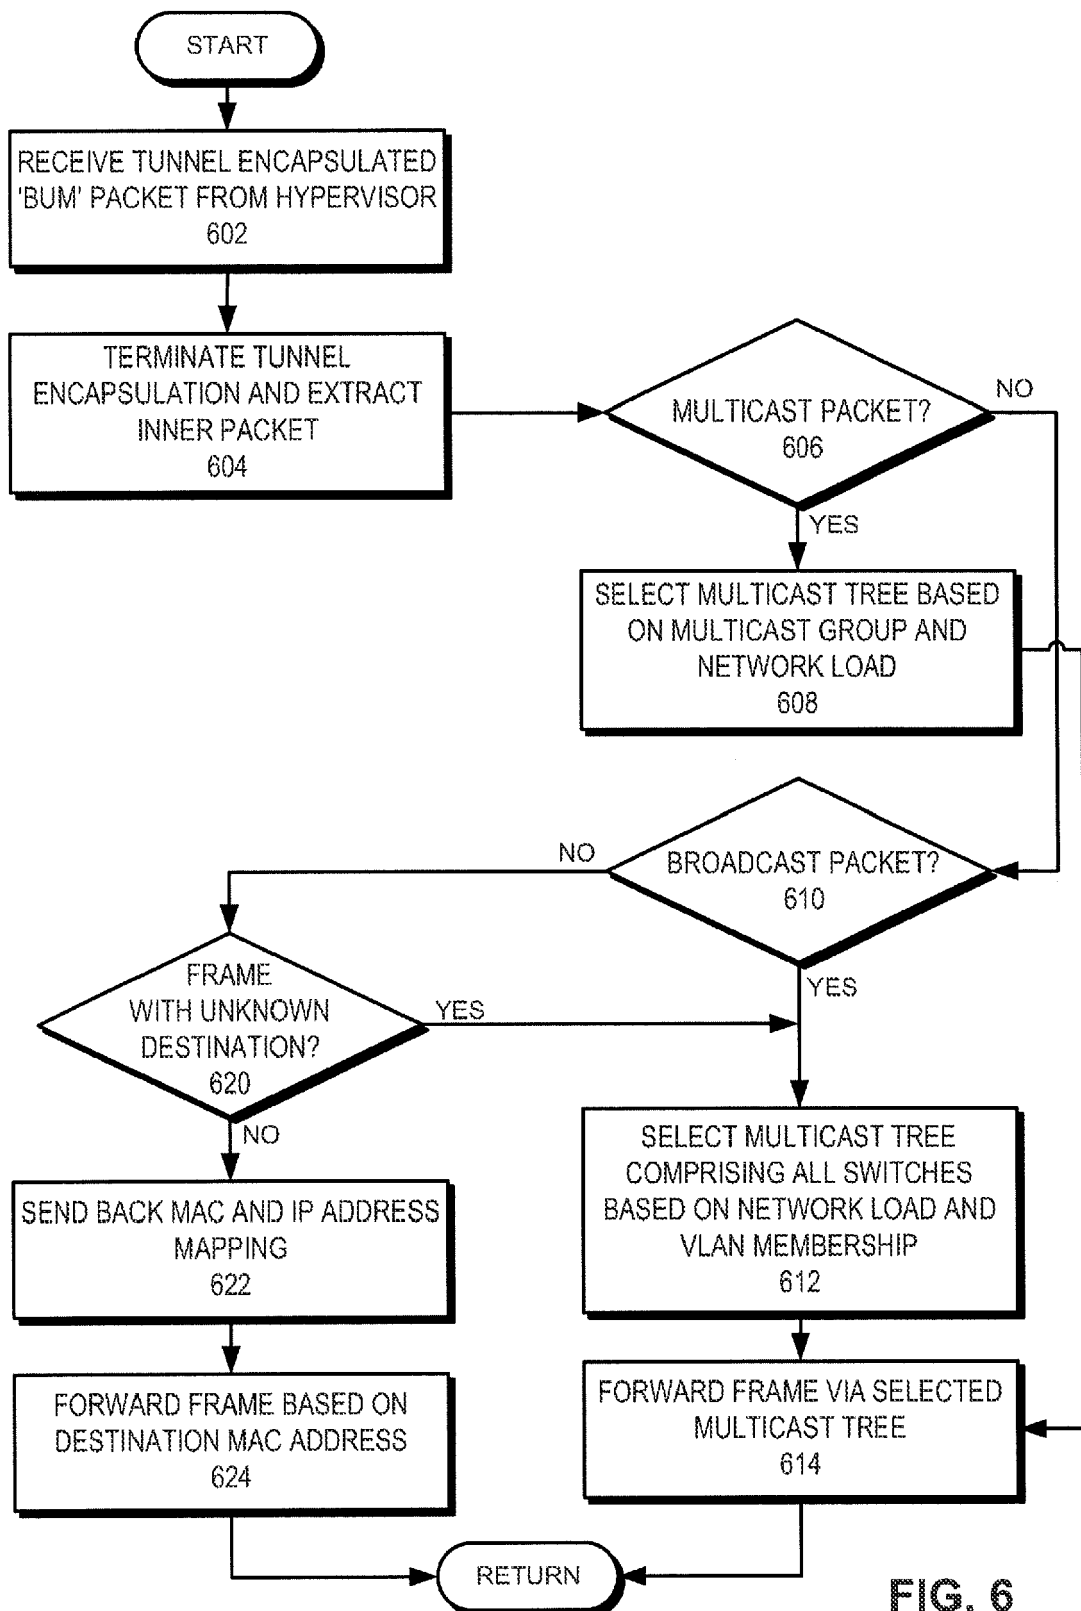 START
RECEIVE TUNNEL ENCAPSULATED
'BUM' PACKET FROM HYPERVISOR
602
TERMINATE TUNNEL
ENCAPSULATION AND EXTRACT
INNER PACKET
604
MULTICAST PACKET?
606
NO
YES
SELECT MULTICAST TREE BASED
ON MULTICAST GROUP AND
NETWORK LOAD
608
BROADCAST PACKET?
610
NO
YES
FRAME
WITH UNKNOWN
DESTINATION?
620
YES
NO
SELECT MULTICAST TREE
COMPRISING ALL SWITCHES
BASED ON NETWORK LOAD AND
VLAN MEMBERSHIP
612
SEND BACK MAC AND IP ADDRESS
MAPPING
622
FORWARD FRAME BASED ON
DESTINATION MAC ADDRESS
624
FORWARD FRAME VIA SELECTED
MULTICAST TREE
614
RETURN
FIG. 6